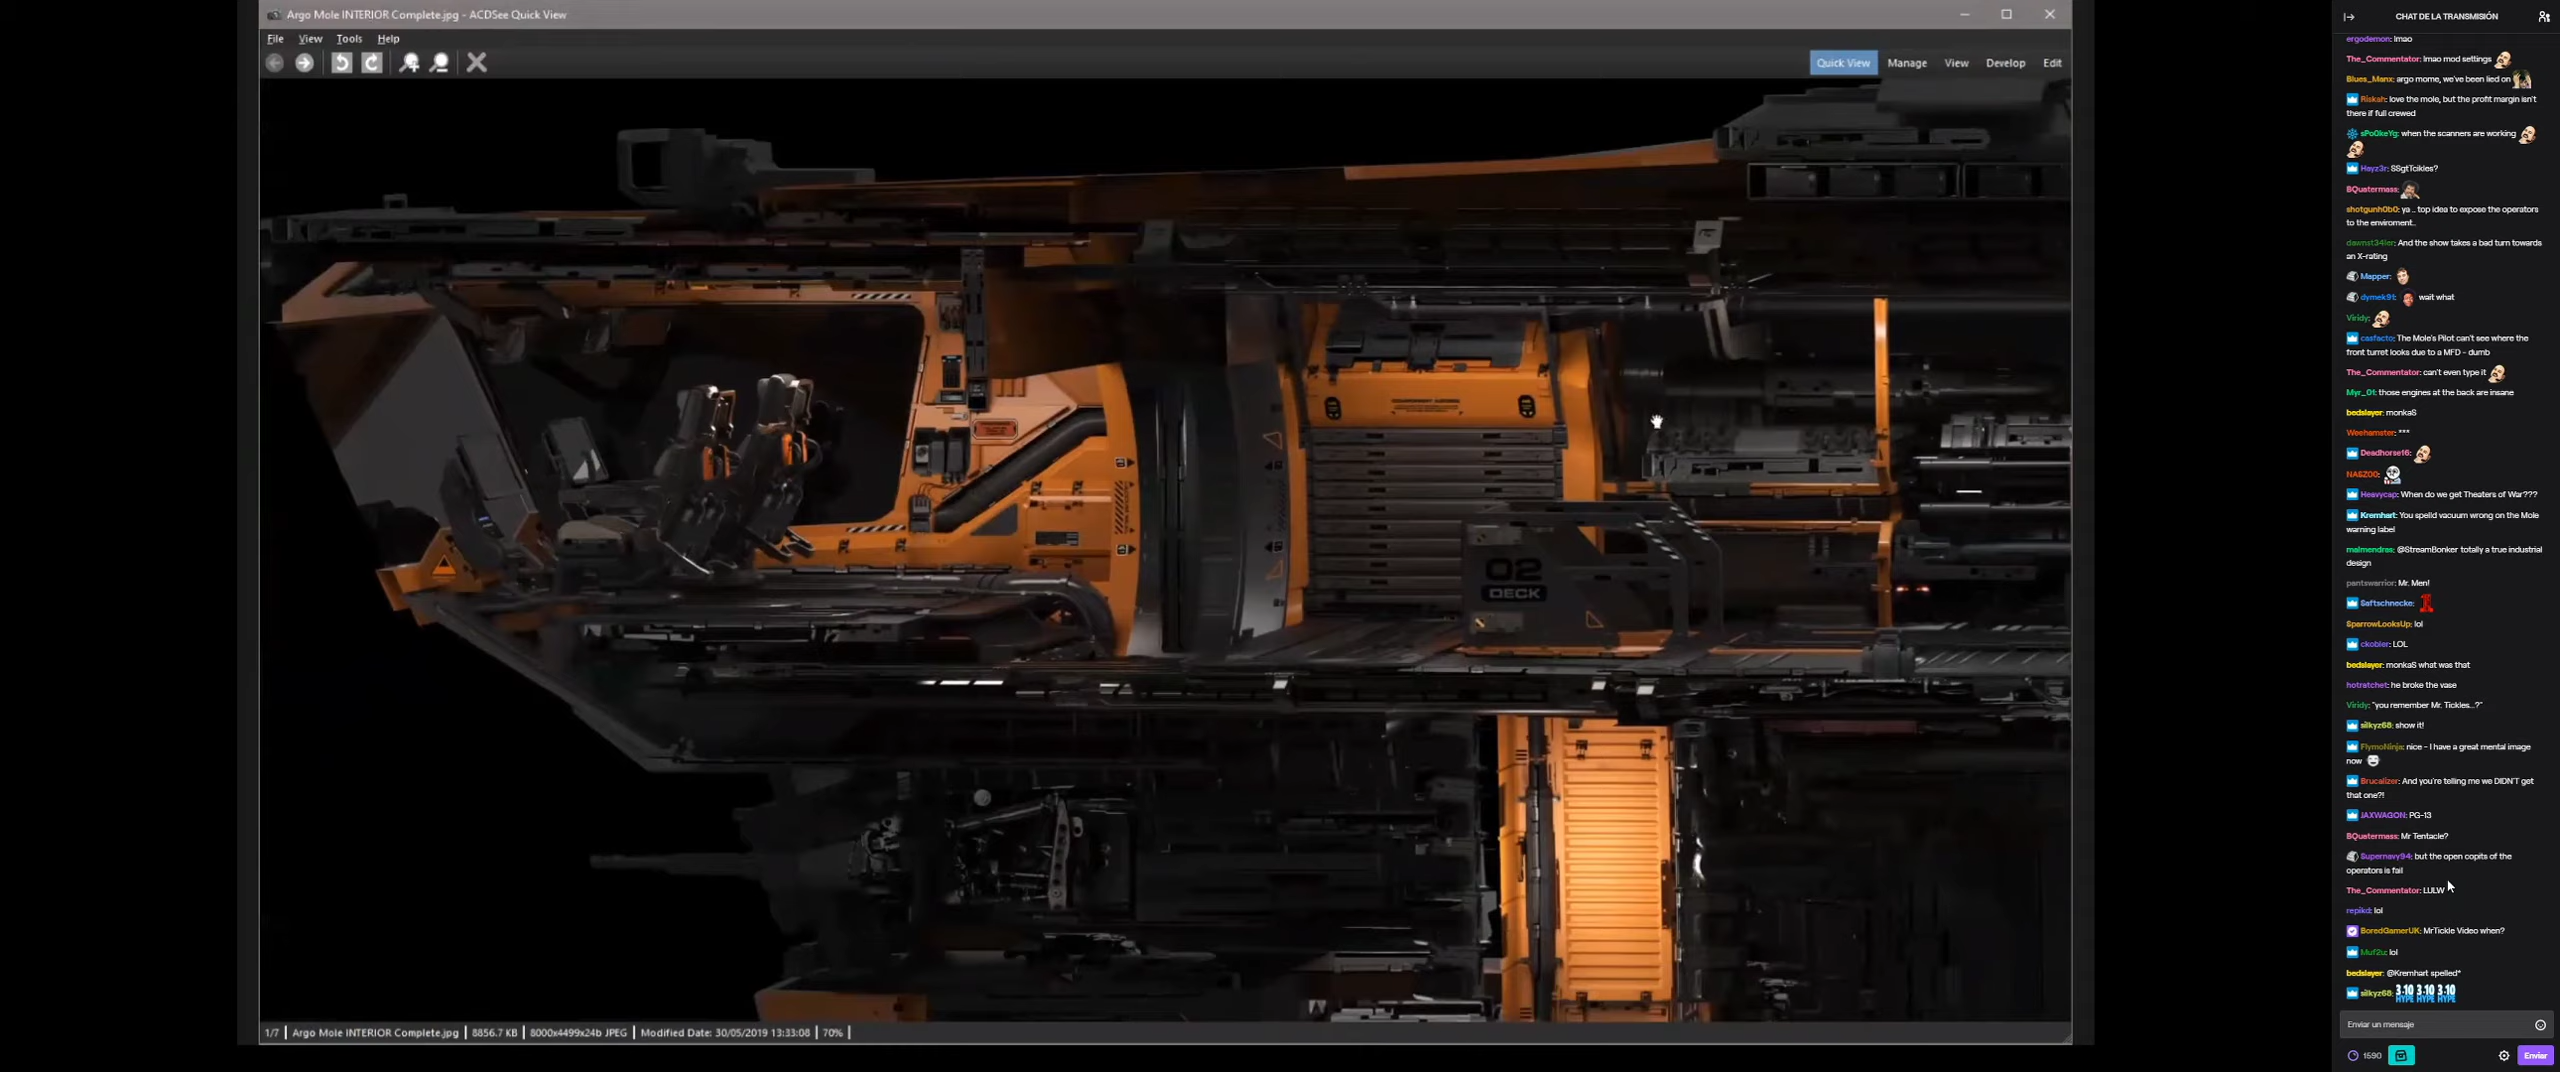 Argo Mole INTERIOR Complete.jpg - ACDSee Quick View
File View Tools Help
Quick View Manage View Develop Edit
02
DECK
1/7 Argo Mole INTERIOR Complete.jpg 8856.7 KB 8000x4499x24b JPEG Modified Date: 30/05/2019 13:33:08 70%
CHAT DE LA TRANSMISIÓN
ergodemon: lmao
The_Commentator: lmao mod settings
Blues_Manx: argo mome, we've been lied on
Riskah: love the mole, but the profit margin isn't
there if full crewed
sPo0keYg: when the scanners are working
Hayz3r: SSgtTcikles?
BQuatermass:
shotgunh0b0: ya .. top idea to expose the operators
to the enviroment..
dawnst34ler: And the show takes a bad turn towards
an X-rating
Mapper:
dymek91: wait what
Viridy:
casfacto: The Mole's Pilot can't see where the
front turret looks due to a MFD - dumb
The_Commentator: can't even type it
Myr_01: those engines at the back are insane
bedslayer: monkaS
Weehamster: ***
Deadhorse16:
NASZ00:
Heavycap: When do we get Theaters of War???
Kremhart: You spelld vacuum wrong on the Mole
warning label
malmendras: @StreamBonker totally a true industrial
design
pantswarrior: Mr. Men!
Saftschnecke:
SparrowLooksUp: lol
ckobler: LOL
bedslayer: monkaS what was that
hotratchet: he broke the vase
Viridy: "you remember Mr. Tickles...?"
silkyz68: show it!
FlymoNinja: nice - I have a great mental image
now
Brucalizer: And you're telling me we DIDN'T get
that one?!
JAXWAGON: PG-13
BQuatermass: Mr Tentacle?
Supernavy94: but the open copits of the
operators is fail
The_Commentator: LULW
repikd: lol
BoredGamerUK: MrTickle Video when?
Muf2u: lol
bedslayer: @Kremhart spelled*
silkyz68: 3.10 HYPE 3.10 HYPE 3.10 HYPE
Enviar un mensaje
1590 Enviar